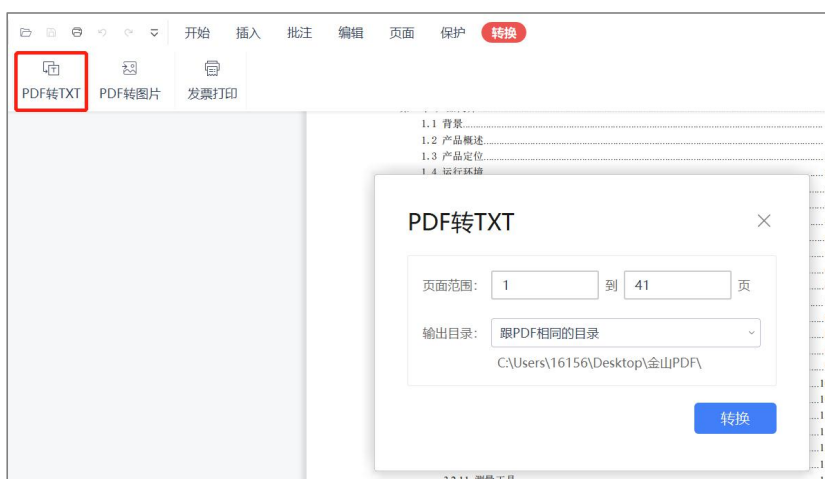 开始 插入 批注 编辑 页面 保护 转换
PDF转TXT PDF转图片 发票打印
1.1 背景
1.2 产品概述
1.3 产品定位
1.4 运行环境
PDF转TXT
页面范围: 1 到 41 页
输出目录: 跟PDF相同的目录
C:\Users\16156\Desktop\金山PDF\
转换